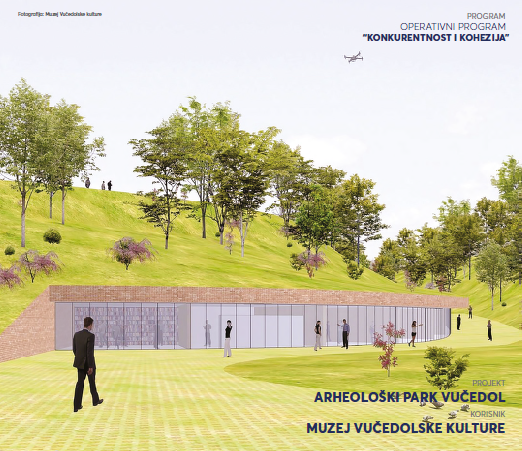 Fotografija: Muzej Vučedolske kulture
PROGRAM
OPERATIVNI PROGRAM
"KONKURENTNOST I KOHEZIJA"
PROJEKT
ARHEOLOŠKI PARK VUČEDOL
KORISNIK
MUZEJ VUČEDOLSKE KULTURE